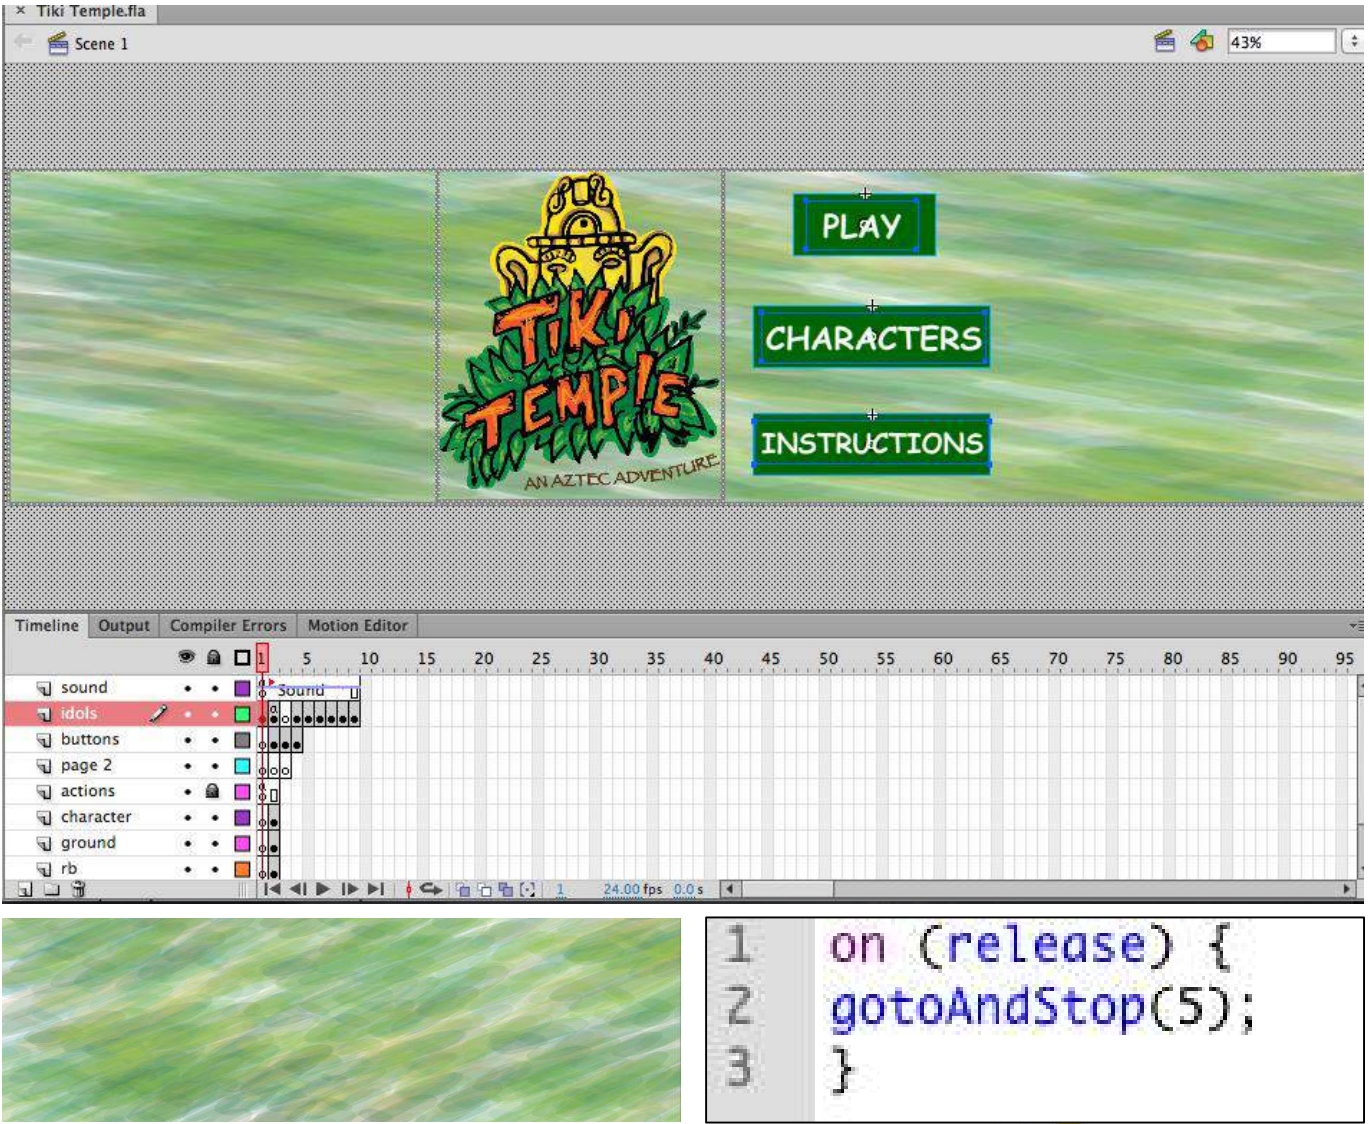 × Tiki Temple.fla
Scene 1
43%
PLAY
TIKI
TEMPLE
AN AZTEC ADVENTURE
CHARACTERS
INSTRUCTIONS
Timeline Output Compiler Errors Motion Editor
1 5 10 15 20 25 30 35 40 45 50 55 60 65 70 75 80 85 90 95
sound
Sound
idols
a
buttons
page 2
actions
character
ground
rb
1 24.00 fps 0.0 s
1 on (release) {
2 gotoAndStop(5);
3 }